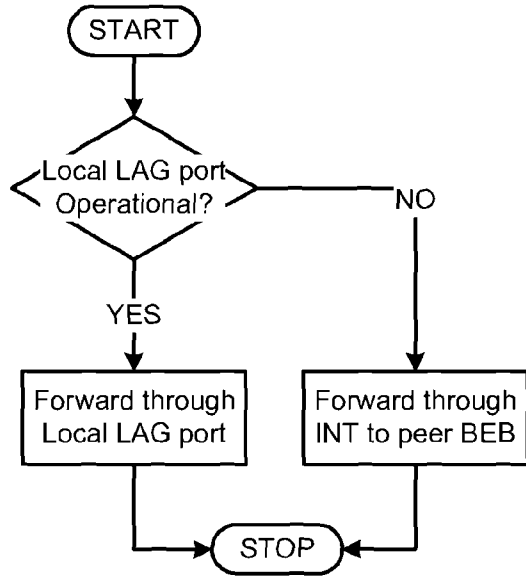 START
Local LAG port
Operational?
NO
YES
Forward through
Local LAG port
Forward through
INT to peer BEB
STOP